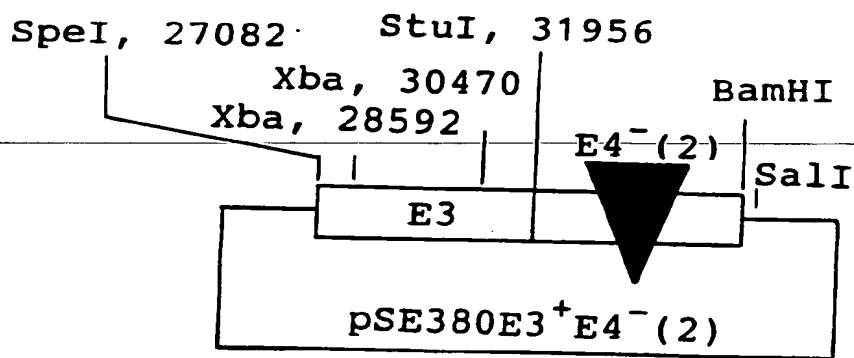 SpeI, 27082
StuI, 31956
Xba, 30470
BamHI
Xba, 28592
E4⁻(2)
SalI
E3
pSE380E3⁺E4⁻(2)